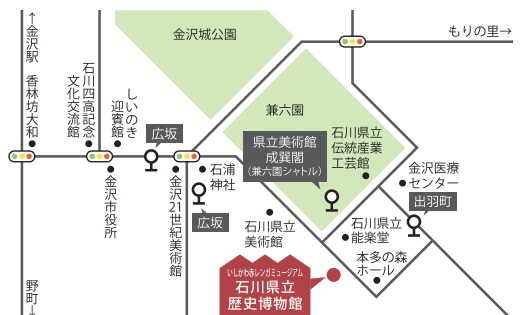 ↑金沢駅
香林坊大和
石川四高記念
文化交流館
しいのき
迎賓館
広坂
金沢城公園
もりの里→
兼六園
県立美術館
成巽閣
(兼六園シャトル)
石川県立
伝統産業
工芸館
石浦
神社
金沢医療
センター
出羽町
金沢市役所
金沢21世紀美術館
広坂
石川県立
美術館
石川県立
能楽堂
本多の森
ホール
いしかわ赤レンガミュージアム
石川県立
歴史博物館
野町↓